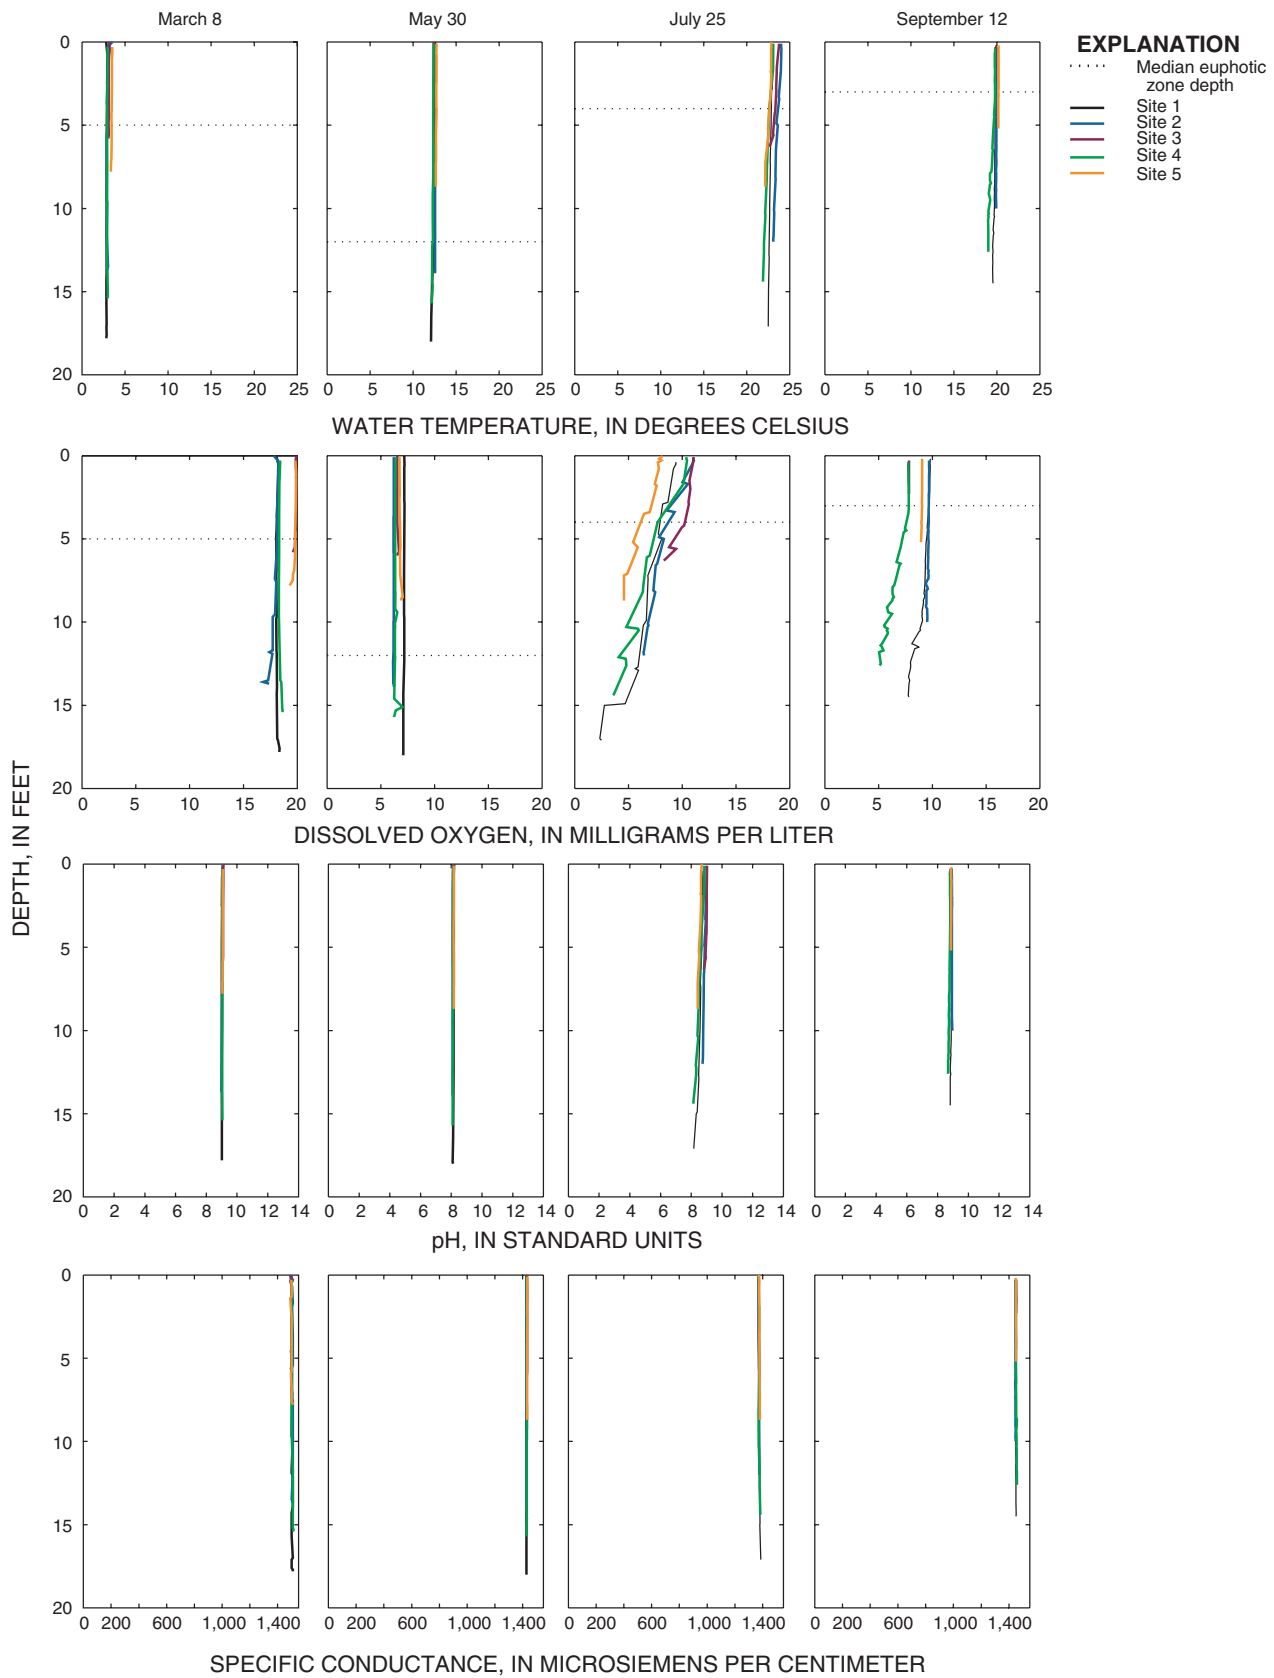 March 8
May 30
July 25
September 12
EXPLANATION
Median euphotic
zone depth
Site 1
Site 2
Site 3
Site 4
Site 5
0
5
10
15
20
0 5 10 15 20 25
0 5 10 15 20 25
0 5 10 15 20 25
0 5 10 15 20 25
WATER TEMPERATURE, IN DEGREES CELSIUS
0
5
10
15
20
0 5 10 15 20
0 5 10 15 20
0 5 10 15 20
0 5 10 15 20
DISSOLVED OXYGEN, IN MILLIGRAMS PER LITER
DEPTH, IN FEET
0
5
10
15
20
0 2 4 6 8 10 12 14
0 2 4 6 8 10 12 14
0 2 4 6 8 10 12 14
0 2 4 6 8 10 12 14
pH, IN STANDARD UNITS
0
5
10
15
20
0 200 600 1,000 1,400
0 200 600 1,000 1,400
0 200 600 1,000 1,400
0 200 600 1,000 1,400
SPECIFIC CONDUCTANCE, IN MICROSIEMENS PER CENTIMETER